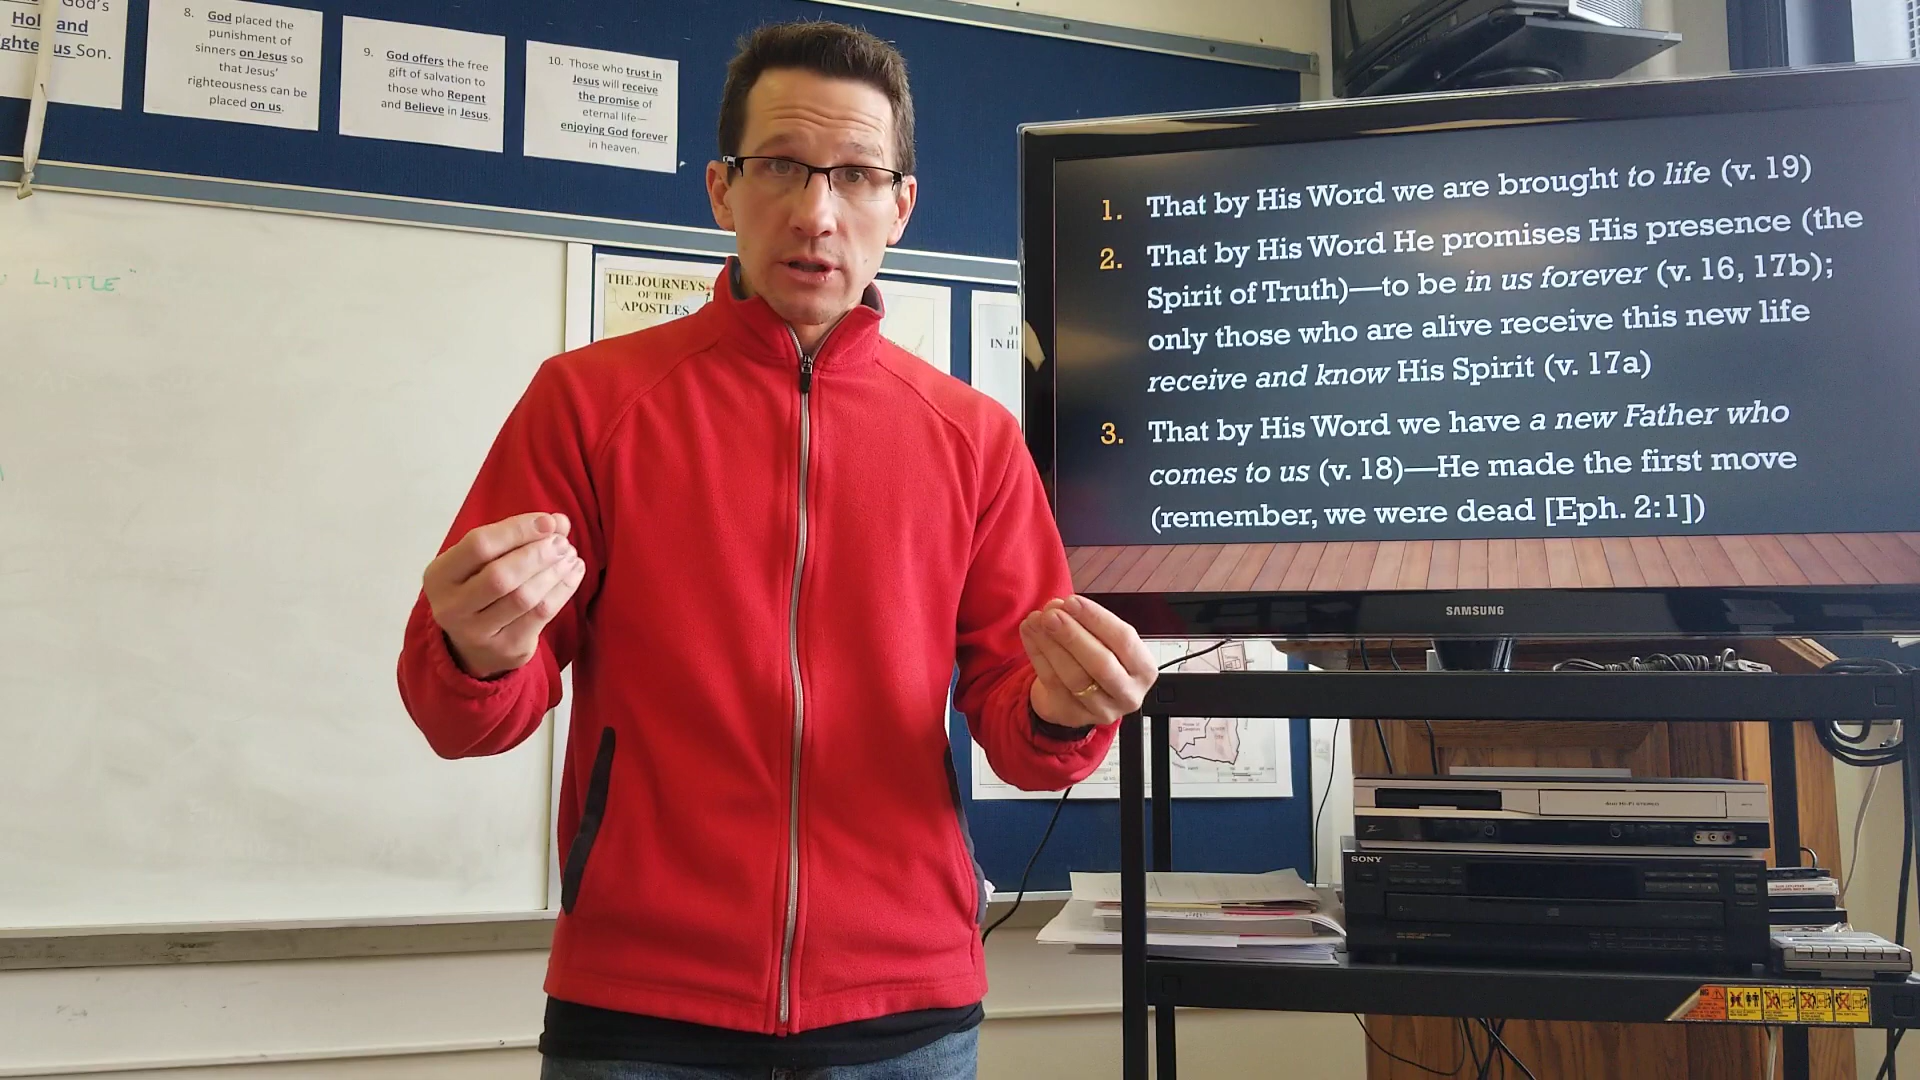 God's
Hol and
ghte us Son.
8. God placed the
punishment of
sinners on Jesus so
that Jesus'
righteousness can be
placed on us.
9. God offers the free
gift of salvation to
those who Repent
and Believe in Jesus.
10. Those who trust in
Jesus will receive
the promise of
eternal life—
enjoying God forever
in heaven.
LITTLE"
THE JOURNEYS
OF THE
APOSTLES
IN HI
1. That by His Word we are brought to life (v. 19)
2. That by His Word He promises His presence (the
Spirit of Truth)—to be in us forever (v. 16, 17b);
only those who are alive receive this new life
receive and know His Spirit (v. 17a)
3. That by His Word we have a new Father who
comes to us (v. 18)—He made the first move
(remember, we were dead [Eph. 2:1])
SAMSUNG
SONY